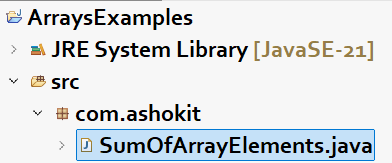 ArraysExamples
JRE System Library [JavaSE-21]
src
com.ashokit
SumOfArrayElements.java